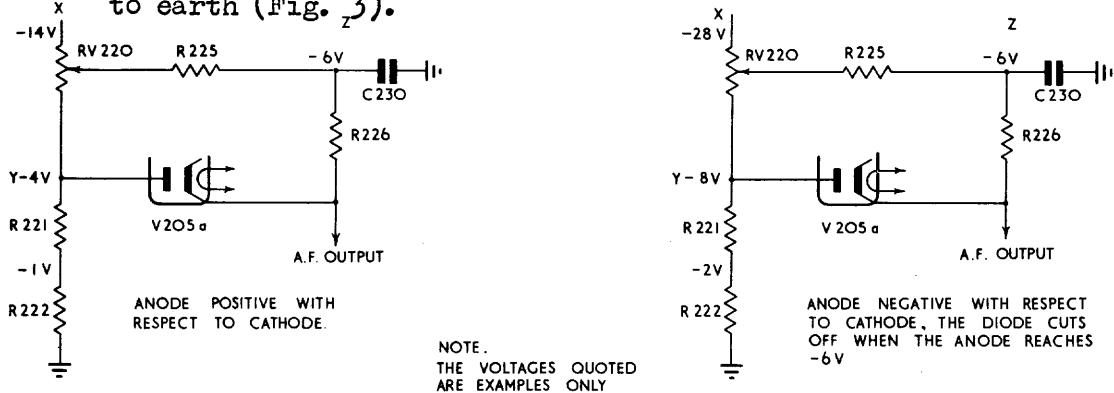 to earth (Fig. 3).
X
-14V
RV220
R225
Z
-6V
C230
R226
Y-4V
V205a
R221
A.F. OUTPUT
-1V
R222
ANODE POSITIVE WITH
RESPECT TO CATHODE.
NOTE.
THE VOLTAGES QUOTED
ARE EXAMPLES ONLY
X
-28V
RV220
R225
Z
-6V
C230
R226
Y-8V
V205a
R221
A.F. OUTPUT
-2V
R222
ANODE NEGATIVE WITH RESPECT
TO CATHODE, THE DIODE CUTS
OFF WHEN THE ANODE REACHES
-6V